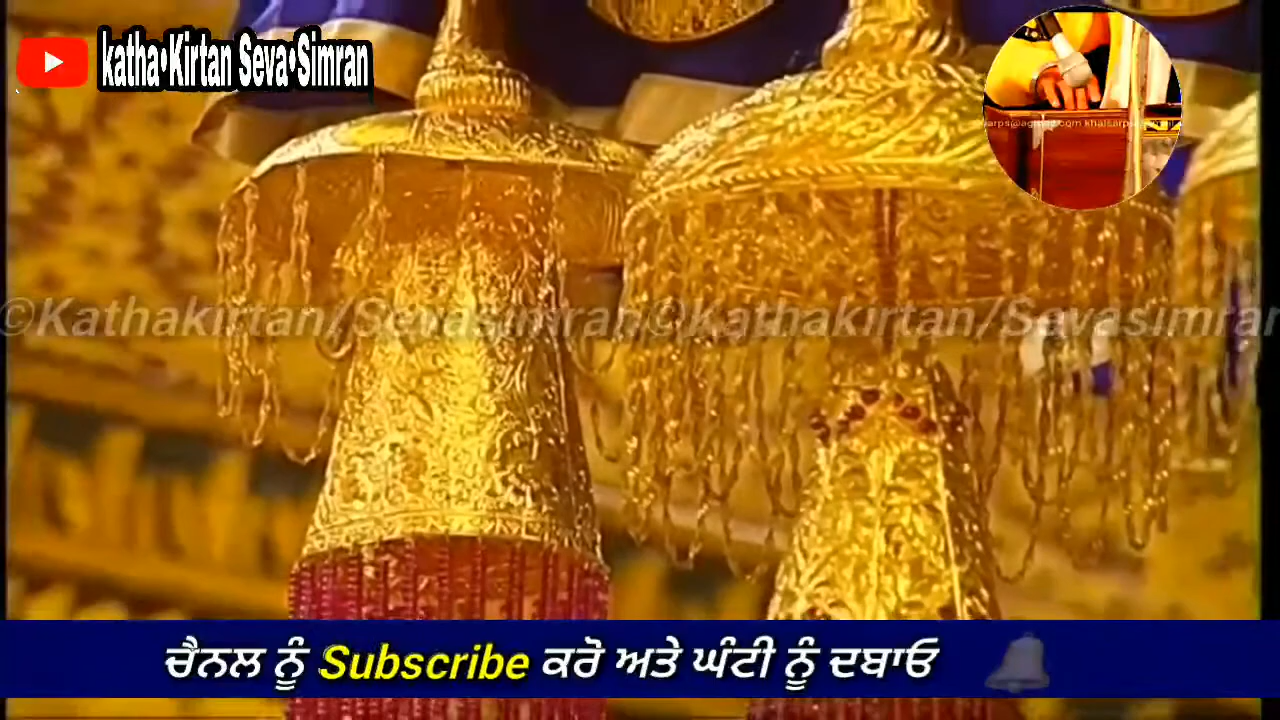 katha•Kirtan Seva•Simran
©Kathakirtan/Sevasimran©Kathakirtan/Sevasimran
ਚੈਨਲ ਨੂੰ Subscribe ਕਰੋ ਅਤੇ ਘੰਟੀ ਨੂੰ ਦਬਾਓ